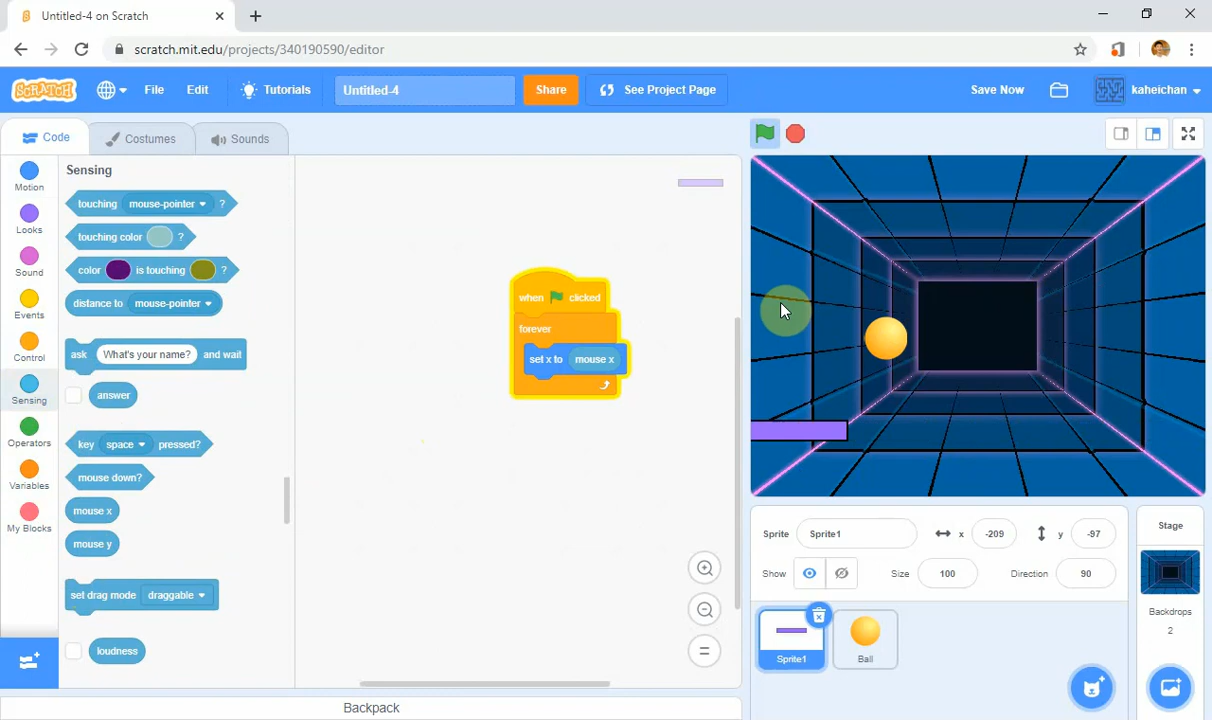 Untitled-4 on Scratch
scratch.mit.edu/projects/340190590/editor
SCRATCH
File
Edit
Tutorials
Untitled-4
Share
See Project Page
Save Now
kaheichan
Code
Costumes
Sounds
Motion
Looks
Sound
Events
Control
Sensing
Operators
Variables
My Blocks
Sensing
touching mouse-pointer ?
touching color ?
color is touching ?
distance to mouse-pointer
ask What's your name? and wait
answer
key space pressed?
mouse down?
mouse x
mouse y
set drag mode draggable
loudness
when clicked
forever
set x to mouse x
Backpack
Sprite Sprite1 x -209 y -97
Show Size 100 Direction 90
Sprite1
Ball
Stage
Backdrops
2